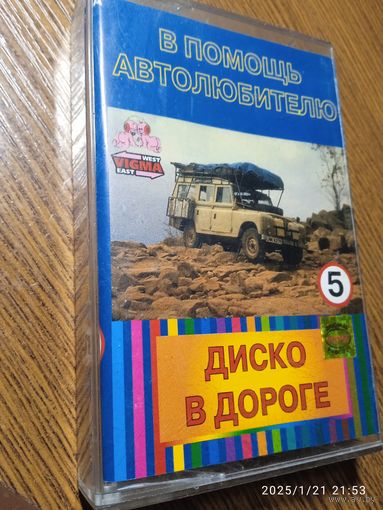 В ПОМОЩЬ
АВТОЛЮБИТЕЛЮ
WEST
VIGMA
EAST
5
ДИСКО
В ДОРОГЕ
2025/1/21 21:53